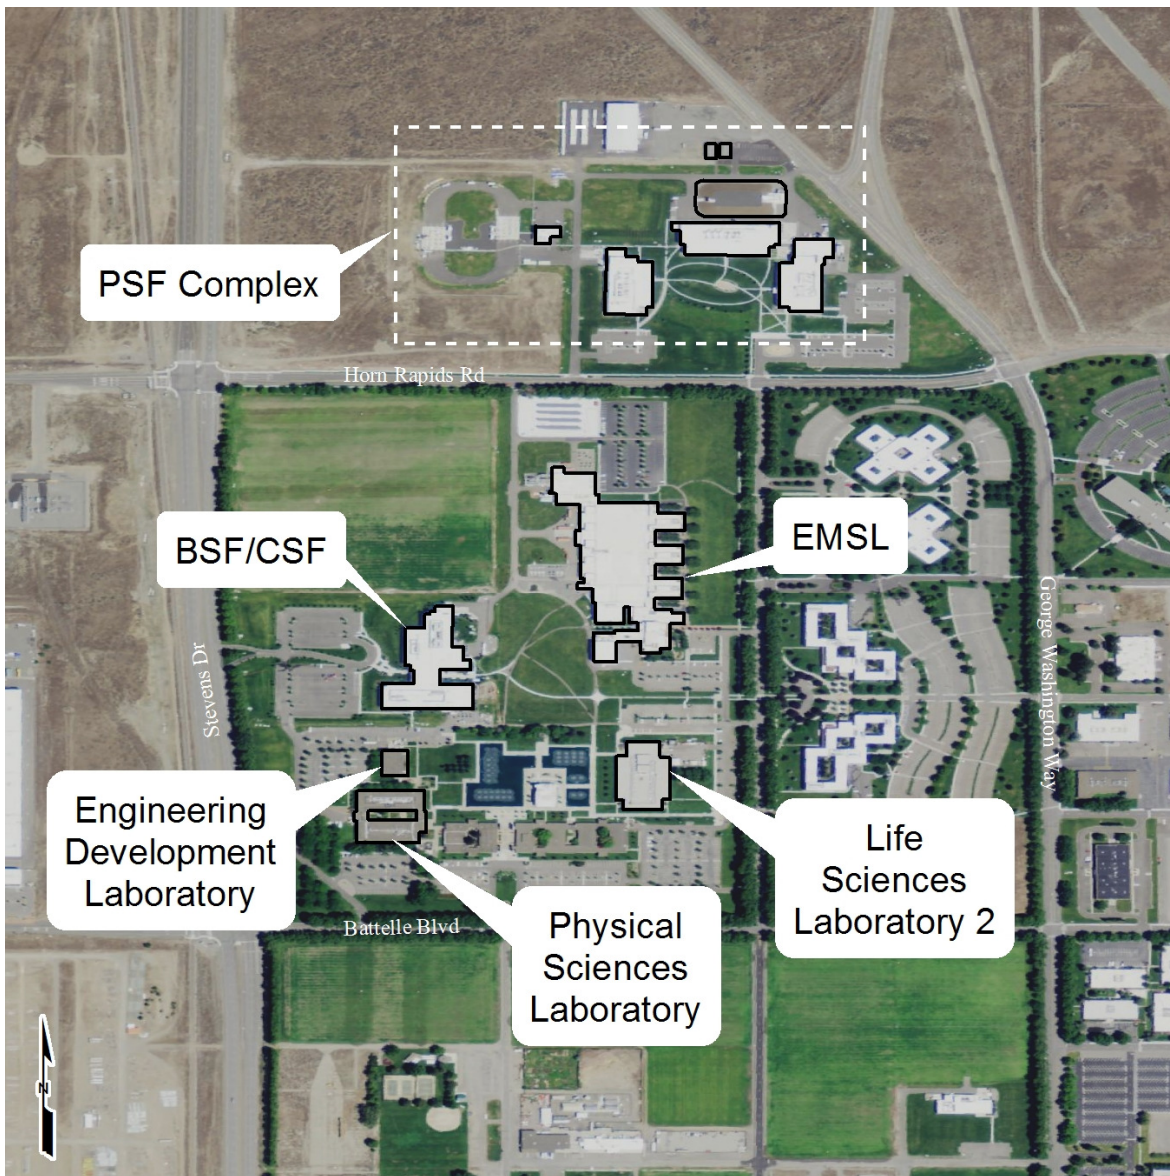 PSF Complex
Horn Rapids Rd
BSF/CSF
EMSL
George Washington Way
Stevens Dr
Engineering
Development
Laboratory
Life
Sciences
Laboratory 2
Physical
Sciences
Laboratory
Battelle Blvd
N